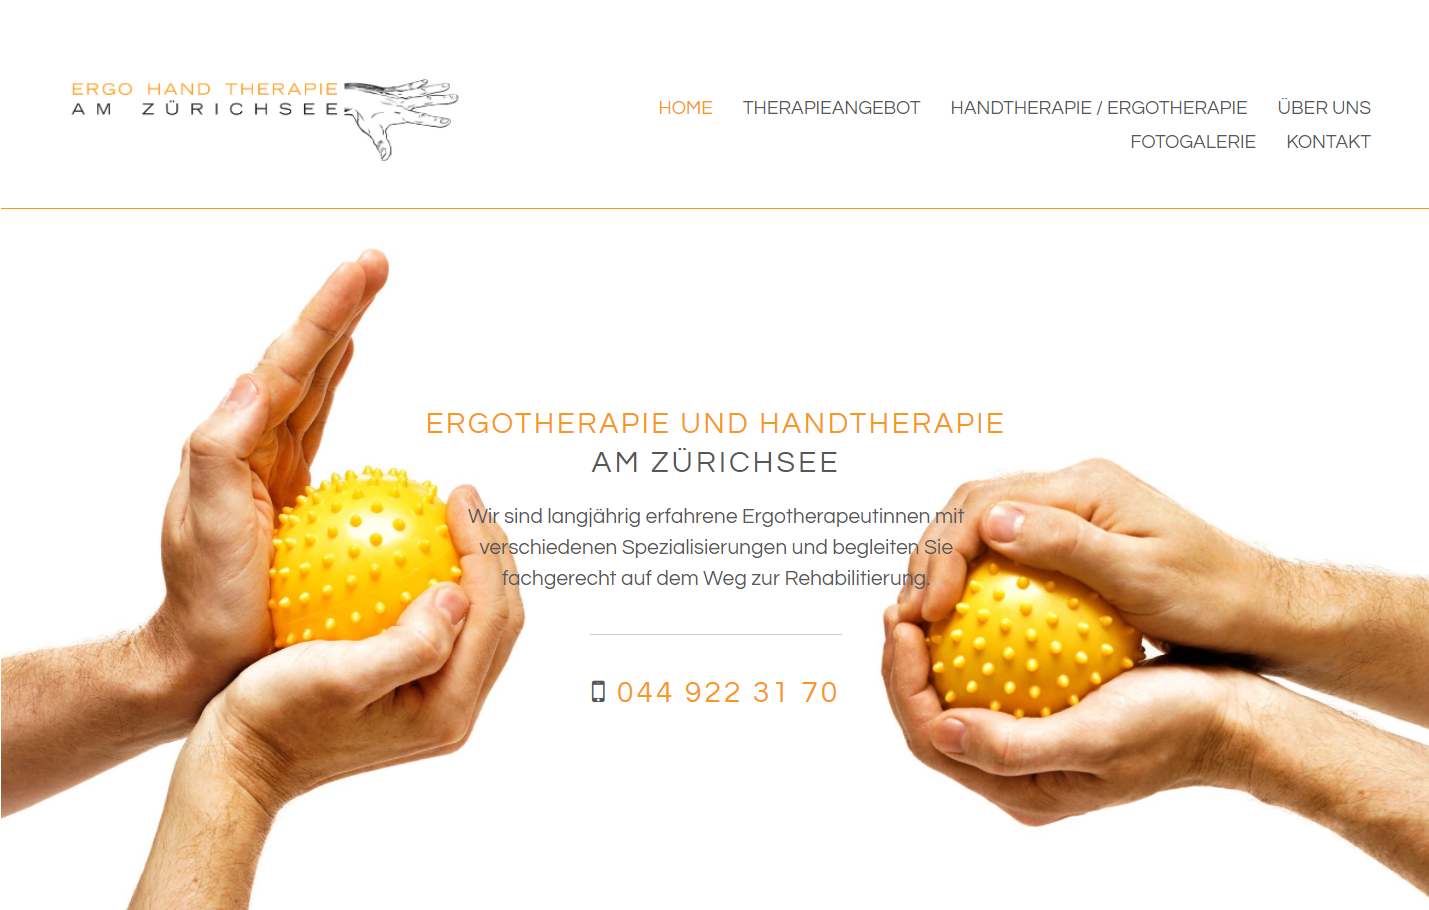 ERGO HAND THERAPIE
AM ZÜRICHSEE
HOME THERAPIEANGEBOT HANDTHERAPIE / ERGOTHERAPIE ÜBER UNS
FOTOGALERIE KONTAKT
ERGOTHERAPIE UND HANDTHERAPIE
AM ZÜRICHSEE
Wir sind langjährig erfahrene Ergotherapeutinnen mit
verschiedenen Spezialisierungen und begleiten Sie
fachgerecht auf dem Weg zur Rehabilitierung.
044 922 31 70